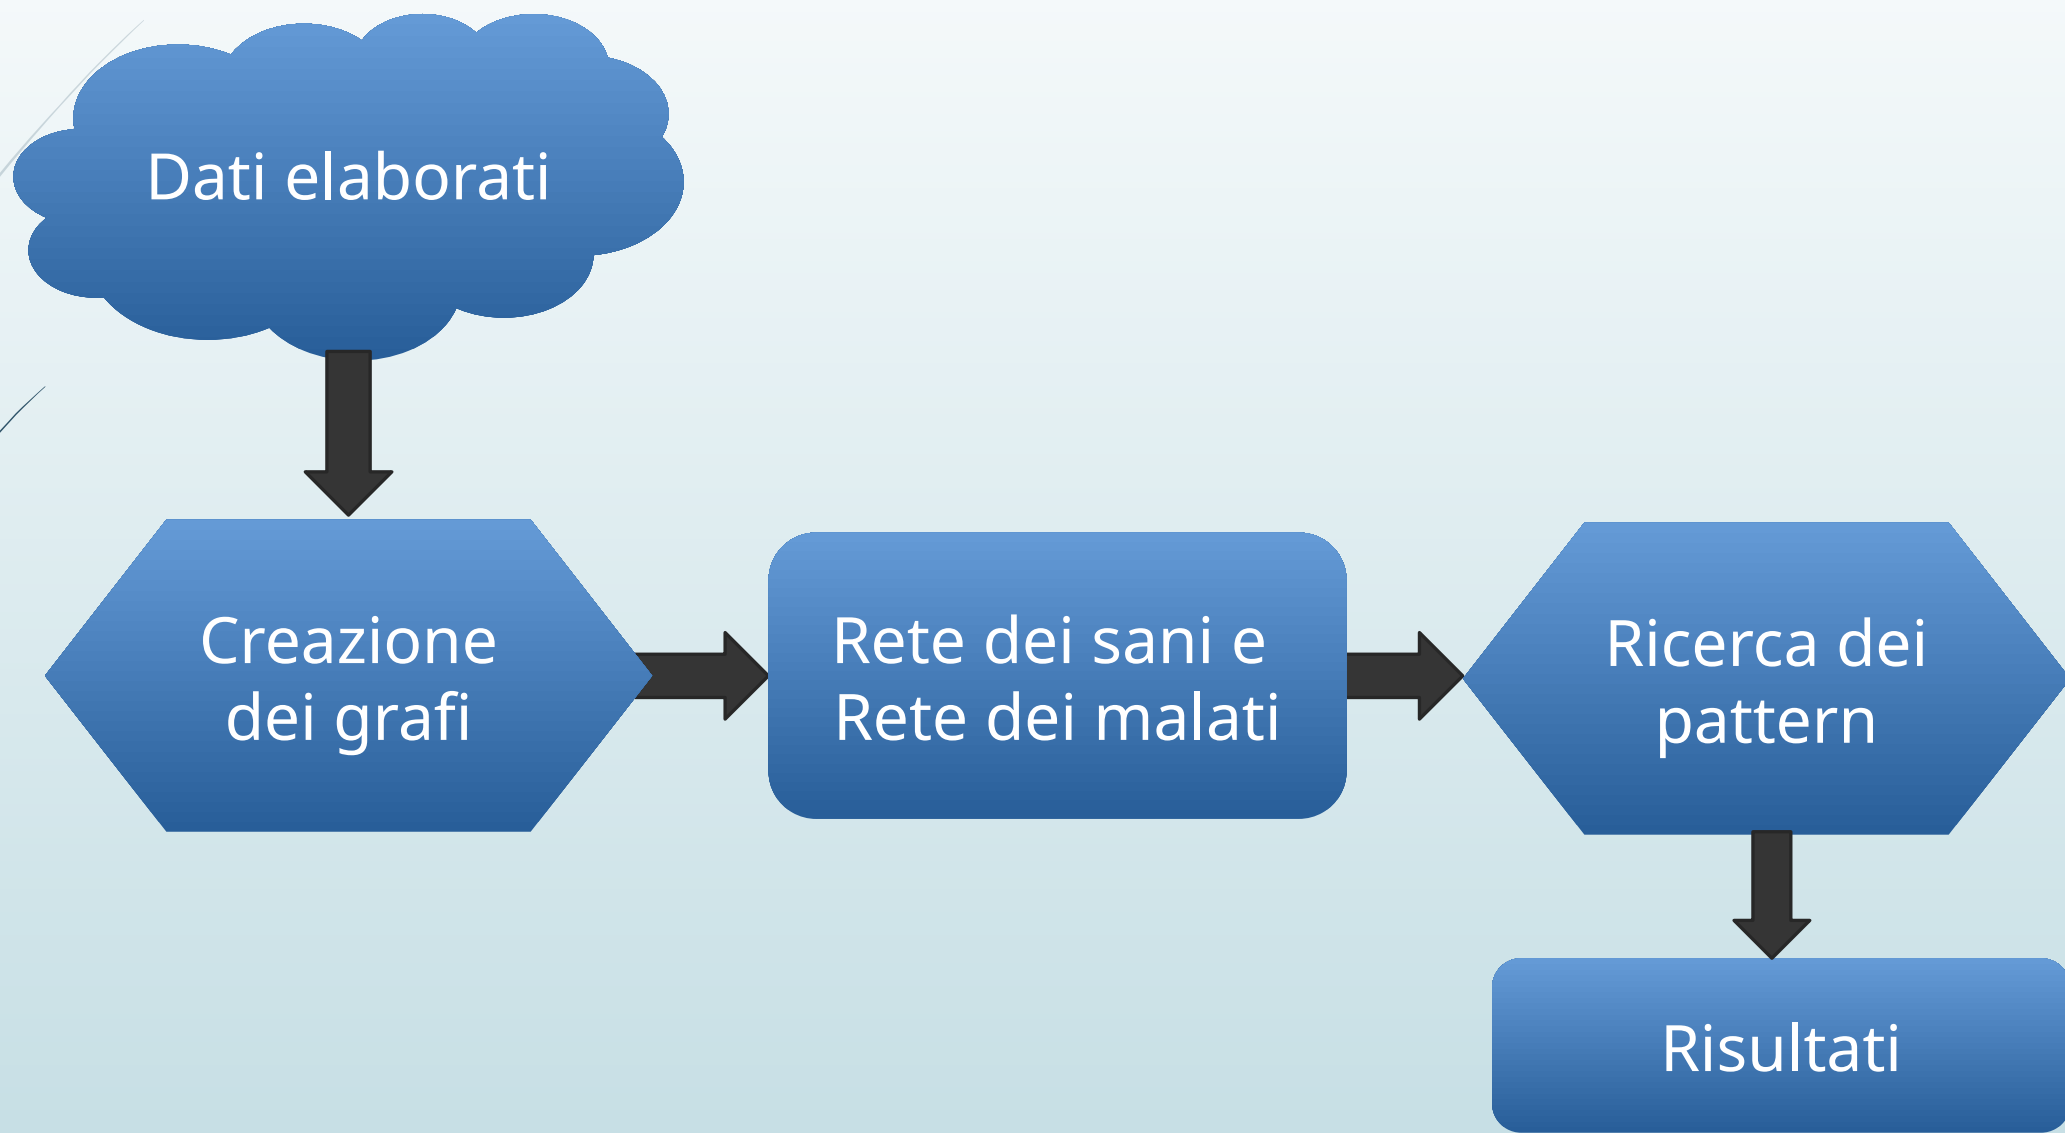 Dati elaborati
Creazione
dei grafi
Rete dei sani e
Rete dei malati
Ricerca dei
pattern
Risultati